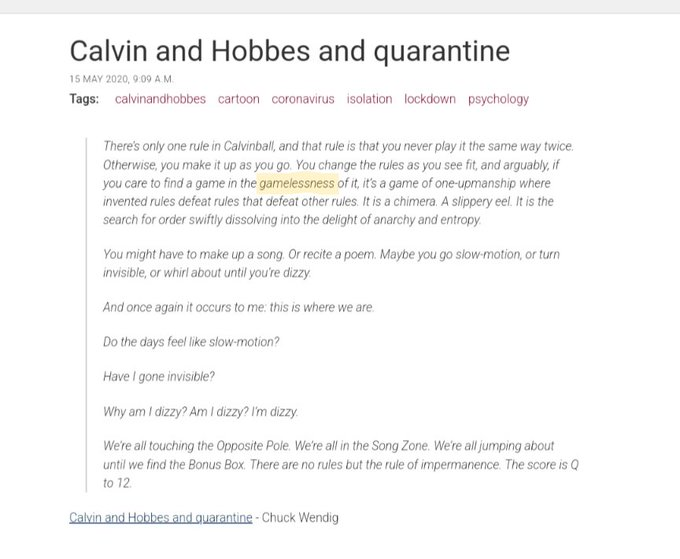 Calvin and Hobbes and quarantine
15 MAY 2020, 9:09 A.M.
Tags: calvinandhobbes cartoon coronavirus isolation lockdown psychology
There's only one rule in Calvinball, and that rule is that you never play it the same way twice.
Otherwise, you make it up as you go. You change the rules as you see fit, and arguably, if
you care to find a game in the gamelessness of it, it's a game of one-upmanship where
invented rules defeat rules that defeat other rules. It is a chimera. A slippery eel. It is the
search for order swiftly dissolving into the delight of anarchy and entropy.
You might have to make up a song. Or recite a poem. Maybe you go slow-motion, or turn
invisible, or whirl about until you're dizzy.
And once again it occurs to me: this is where we are.
Do the days feel like slow-motion?
Have I gone invisible?
Why am I dizzy? Am I dizzy? I'm dizzy.
We're all touching the Opposite Pole. We're all in the Song Zone. We're all jumping about
until we find the Bonus Box. There are no rules but the rule of impermanence. The score is Q
to 12.
Calvin and Hobbes and quarantine - Chuck Wendig